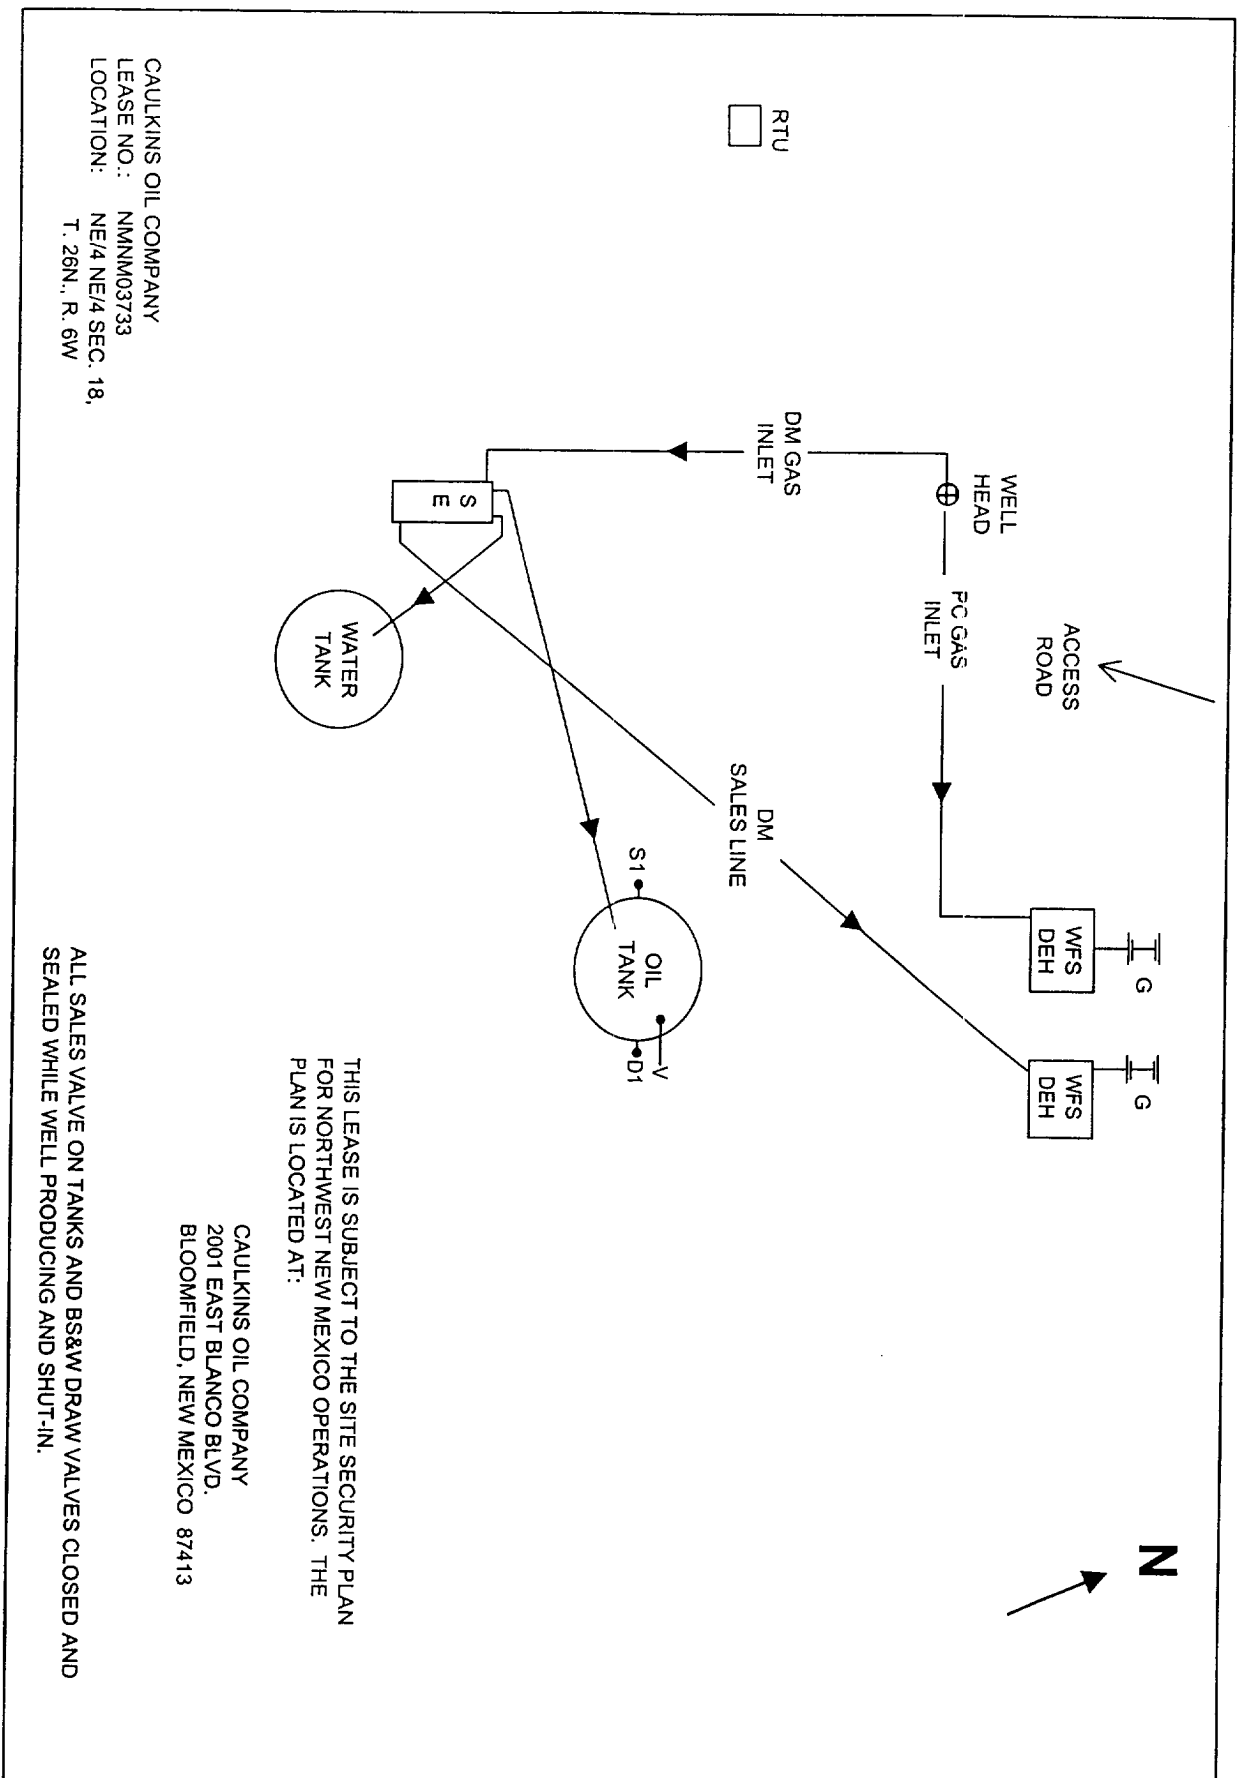 N
ACCESS
ROAD
G
G
WFS
DEH
WFS
DEH
WELL
HEAD
PC GAS
INLET
RTU
DM GAS
INLET
DM
SALES LINE
S1
OIL
TANK
V
D1
S
E
WATER
TANK
THIS LEASE IS SUBJECT TO THE SITE SECURITY PLAN
FOR NORTHWEST NEW MEXICO OPERATIONS. THE
PLAN IS LOCATED AT:
CAULKINS OIL COMPANY
2001 EAST BLANCO BLVD.
BLOOMFIELD, NEW MEXICO 87413
CAULKINS OIL COMPANY
LEASE NO.: NMNM03733
LOCATION: NE/4 NE/4 SEC. 18,
T. 26N., R. 6W
ALL SALES VALVE ON TANKS AND BS&W DRAW VALVES CLOSED AND
SEALED WHILE WELL PRODUCING AND SHUT-IN.